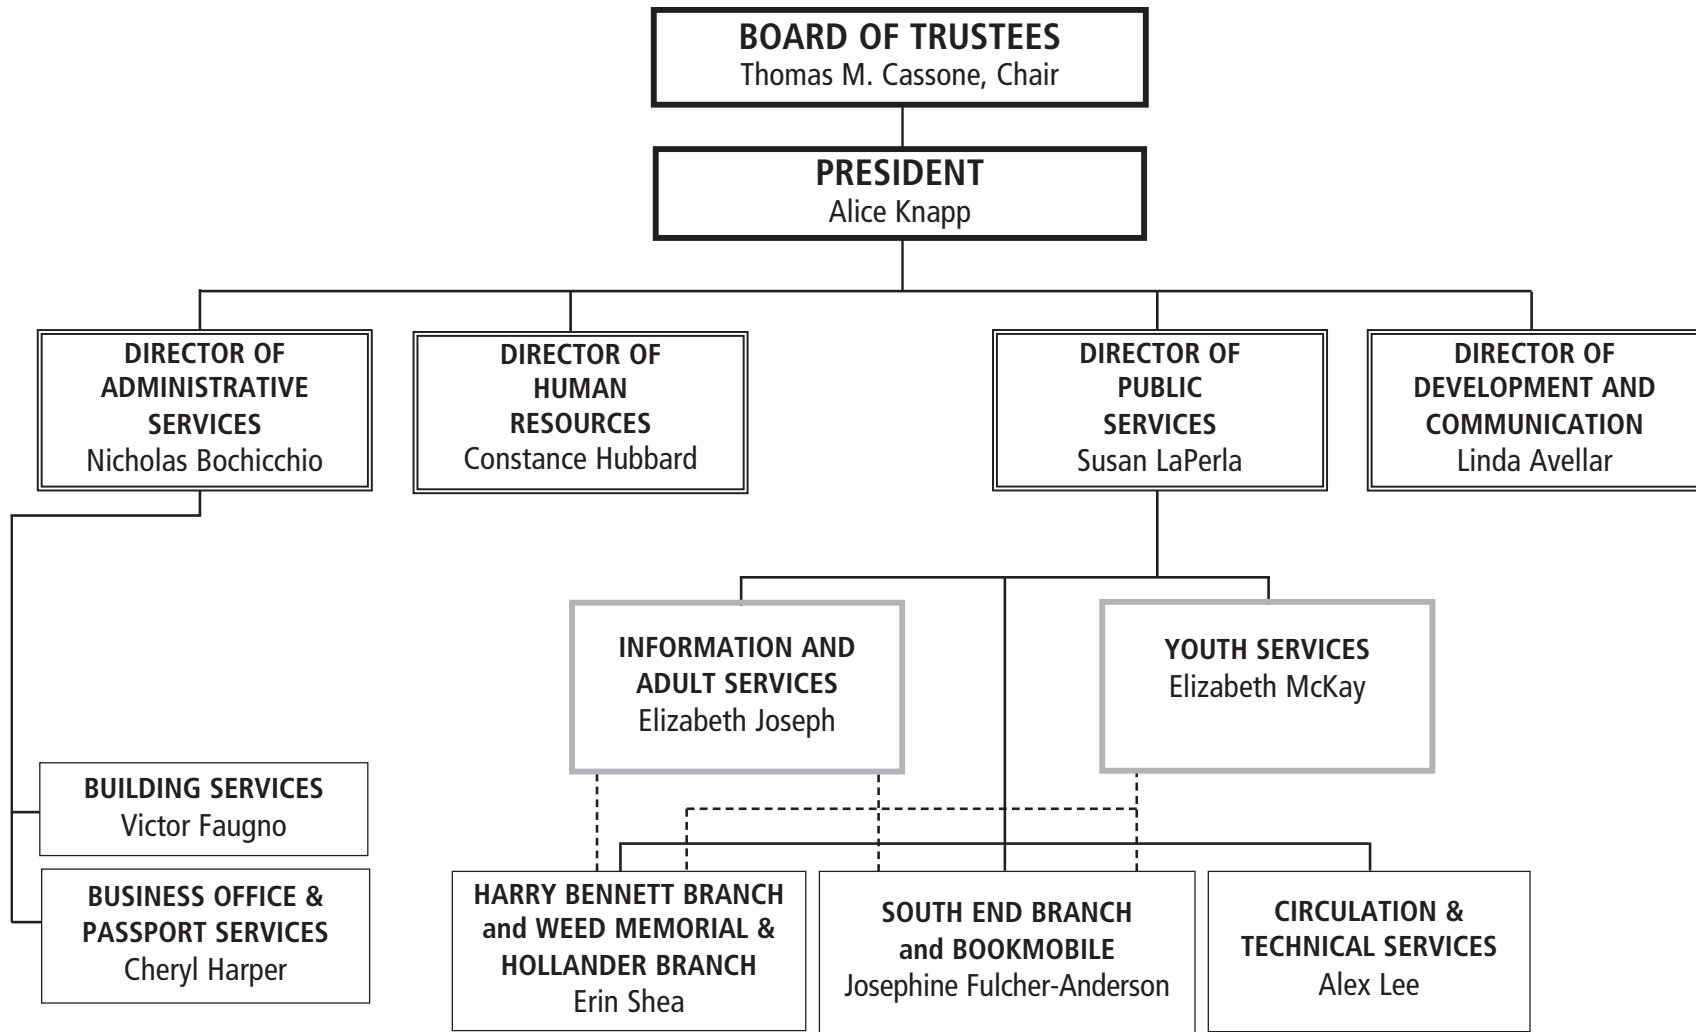 BOARD OF TRUSTEES
Thomas M. Cassone, Chair
PRESIDENT
Alice Knapp
DIRECTOR OF
ADMINISTRATIVE
SERVICES
Nicholas Bochicchio
DIRECTOR OF
HUMAN
RESOURCES
Constance Hubbard
DIRECTOR OF
PUBLIC
SERVICES
Susan LaPerla
DIRECTOR OF
DEVELOPMENT AND
COMMUNICATION
Linda Avellar
INFORMATION AND
ADULT SERVICES
Elizabeth Joseph
YOUTH SERVICES
Elizabeth McKay
BUILDING SERVICES
Victor Faugno
BUSINESS OFFICE &
PASSPORT SERVICES
Cheryl Harper
HARRY BENNETT BRANCH
and WEED MEMORIAL &
HOLLANDER BRANCH
Erin Shea
SOUTH END BRANCH
and BOOKMOBILE
Josephine Fulcher-Anderson
CIRCULATION &
TECHNICAL SERVICES
Alex Lee